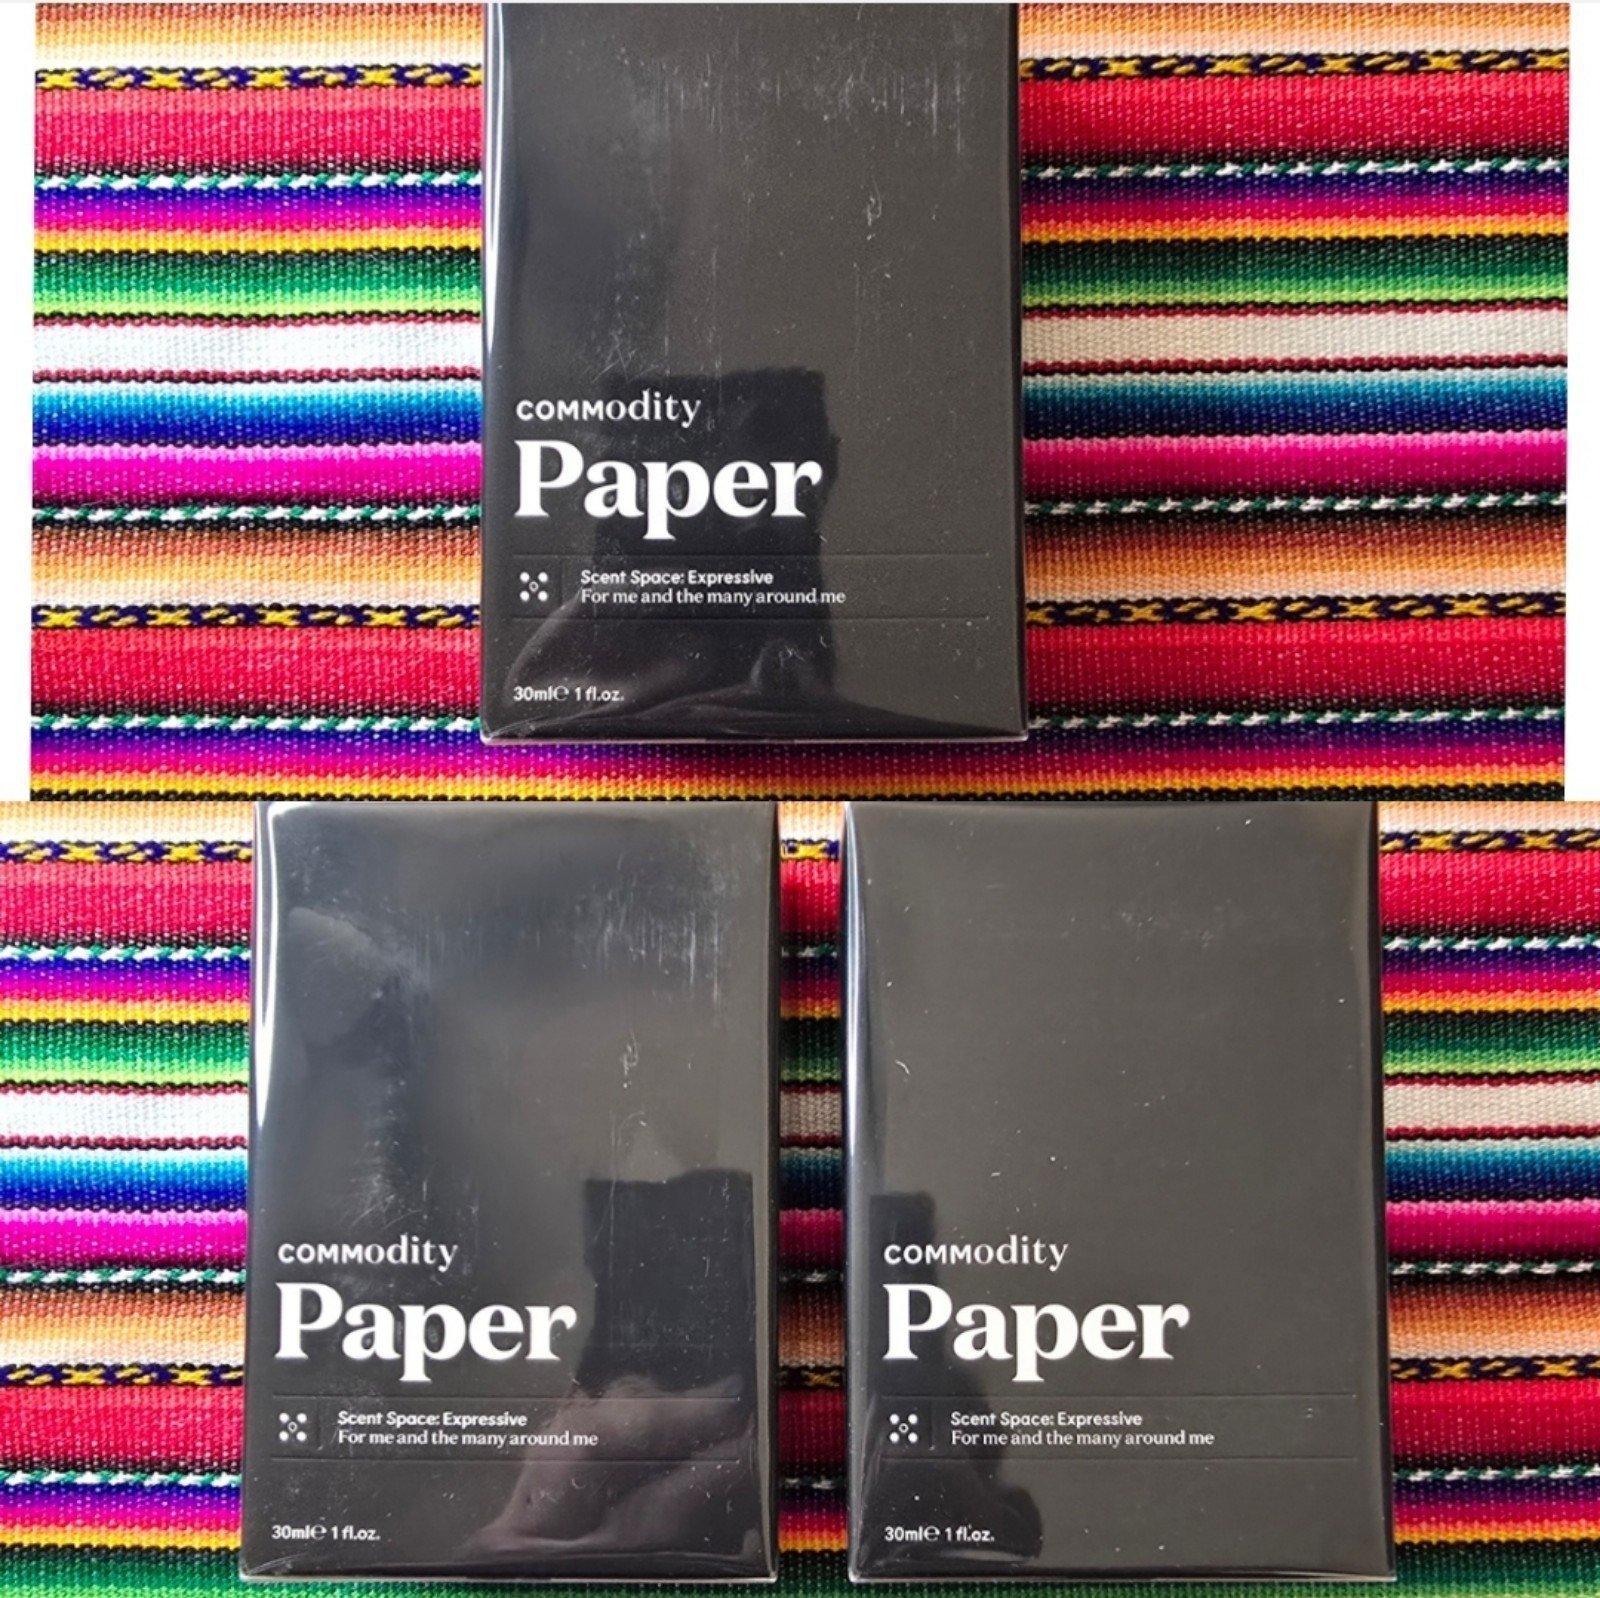 COMModity
Paper
Scent Space: Expressive
For me and the many around me
30ml℮ 1 fl.oz.
COMModity
Paper
Scent Space: Expressive
For me and the many around me
30ml℮ 1 fl.oz.
COMModity
Paper
Scent Space: Expressive
For me and the many around me
30ml℮ 1 fl.oz.